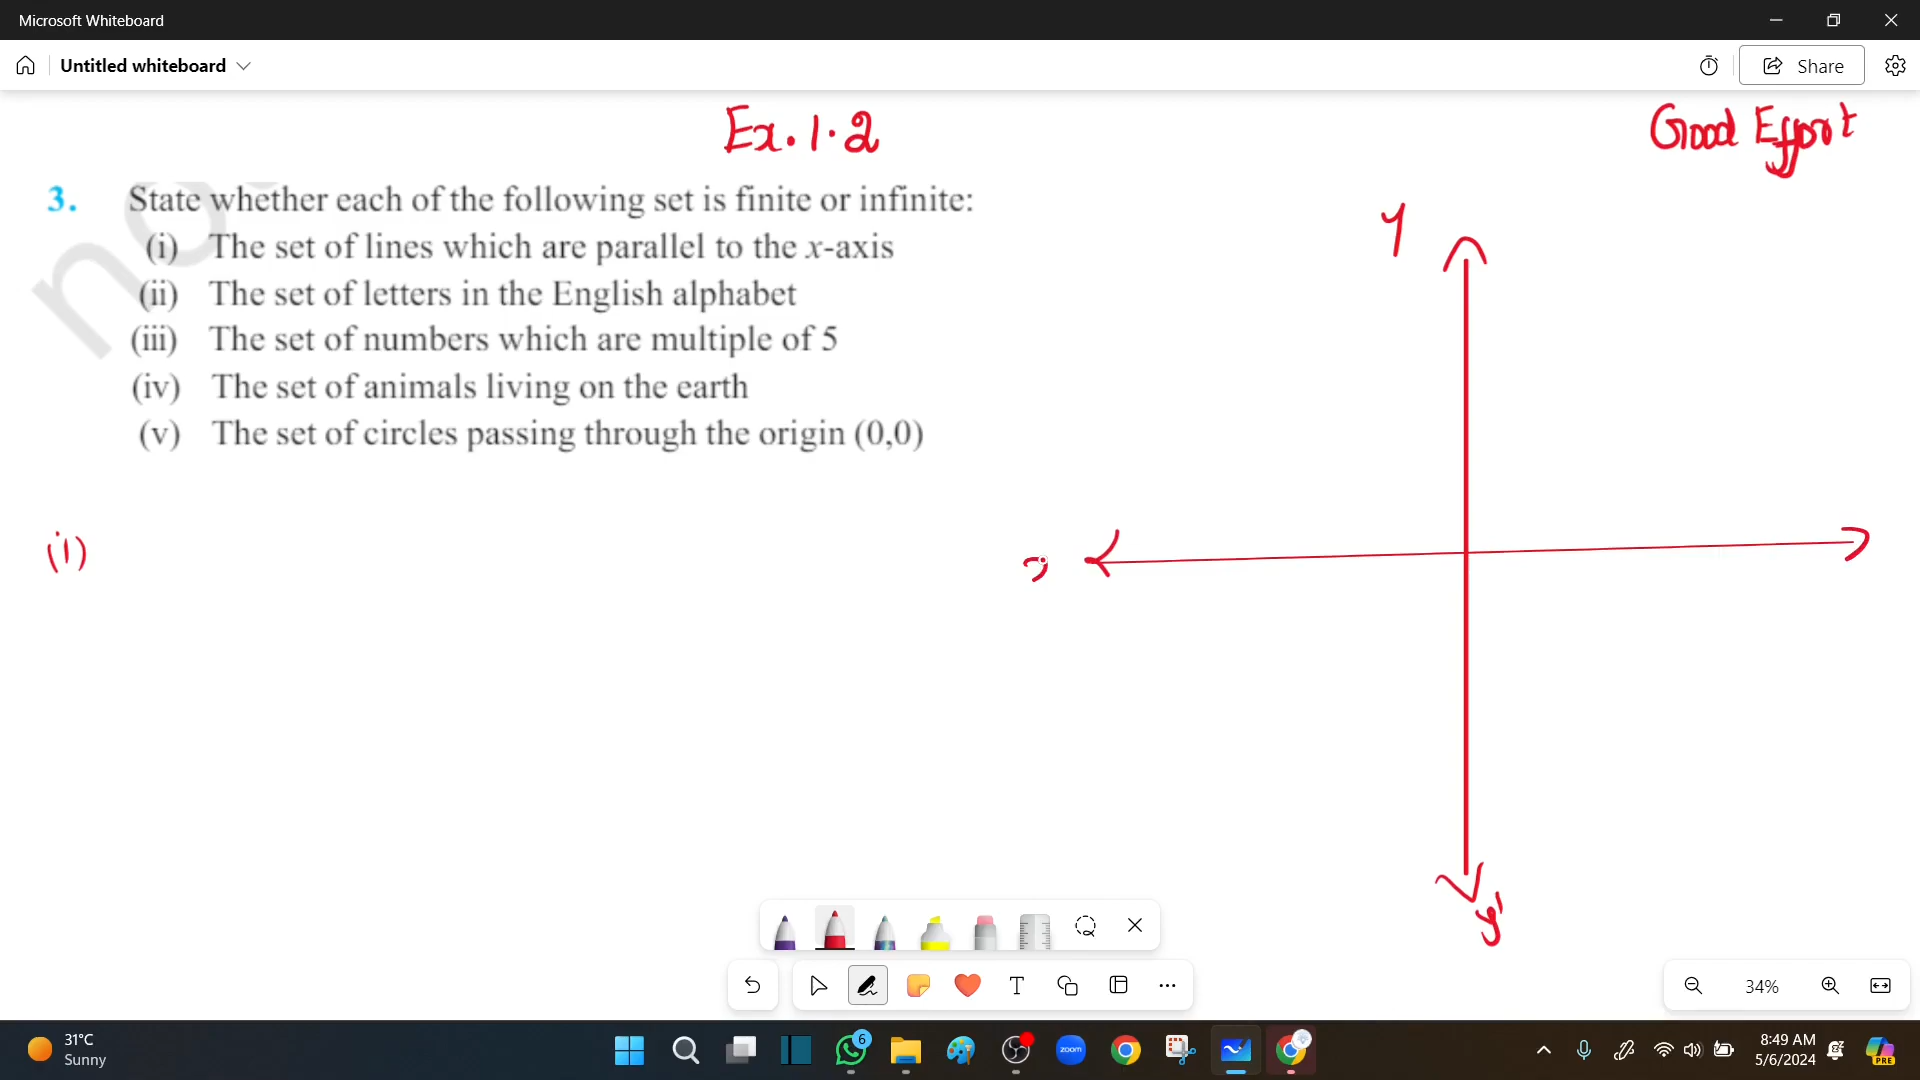 Microsoft Whiteboard
Untitled whiteboard
Share
Ex. 1.2
Good Effort
3. State whether each of the following set is finite or infinite:
(i) The set of lines which are parallel to the x-axis
(ii) The set of letters in the English alphabet
(iii) The set of numbers which are multiple of 5
(iv) The set of animals living on the earth
(v) The set of circles passing through the origin (0,0)
y
(i)
y'
34%
31°C
Sunny
6
zoom
8:49 AM
5/6/2024
PRE